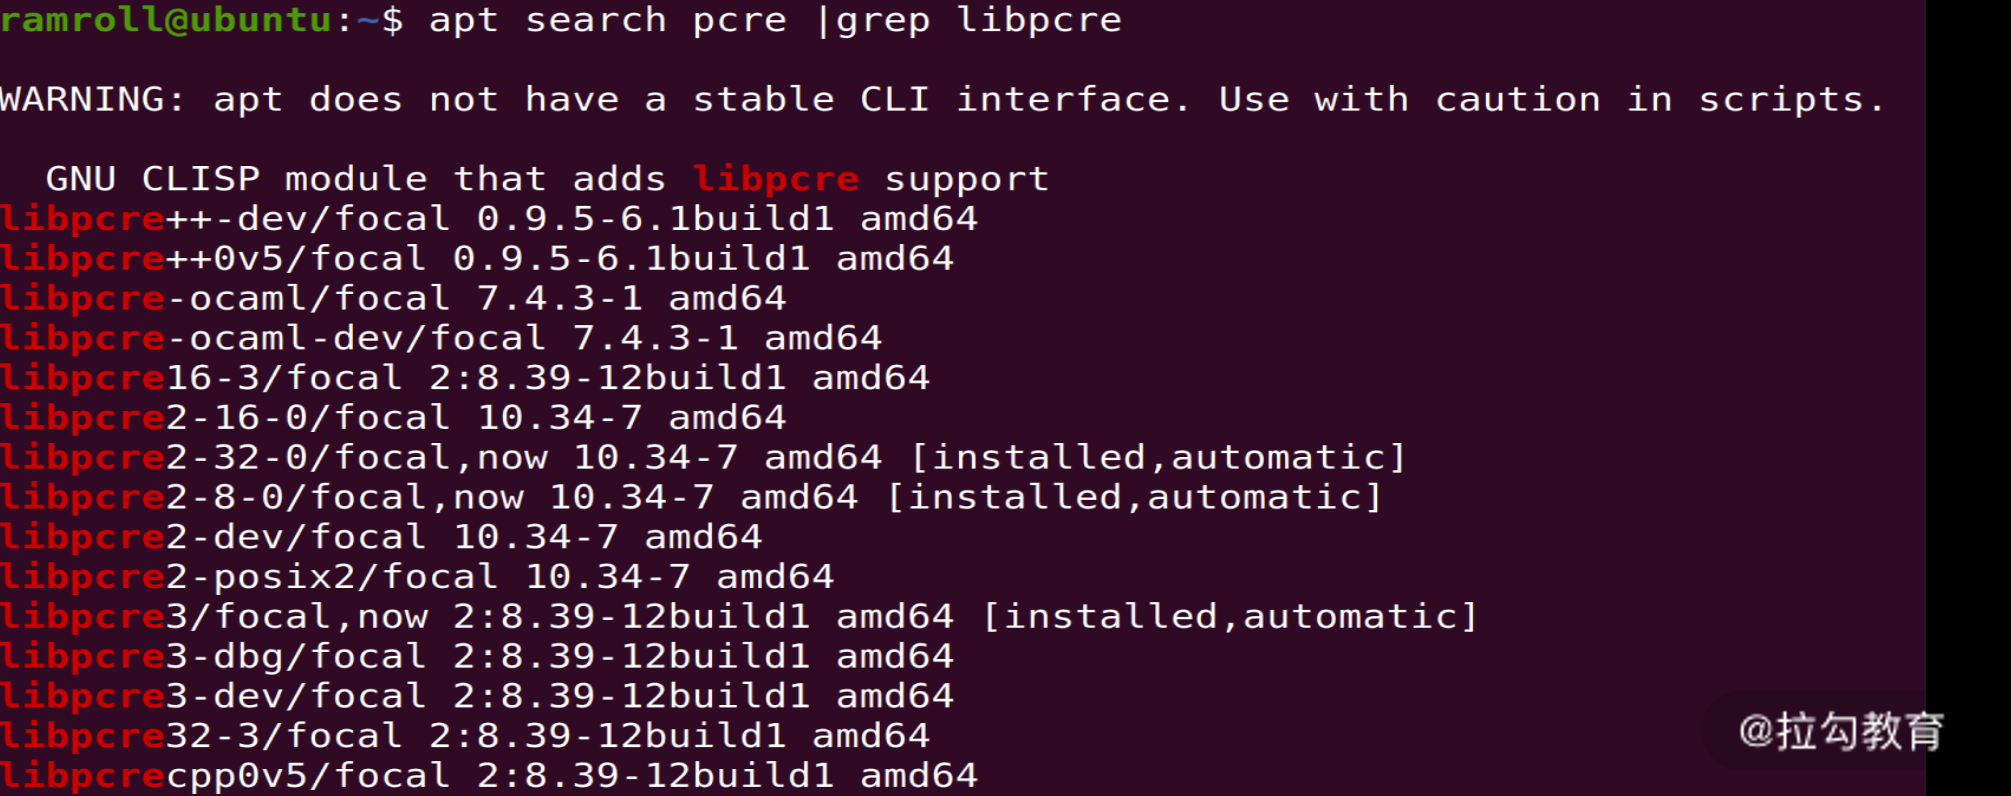 ramroll@ubuntu:~$ apt search pcre |grep libpcre
WARNING: apt does not have a stable CLI interface. Use with caution in scripts.
GNU CLISP module that adds libpcre support
libpcre++-dev/focal 0.9.5-6.1build1 amd64
libpcre++0v5/focal 0.9.5-6.1build1 amd64
libpcre-ocaml/focal 7.4.3-1 amd64
libpcre-ocaml-dev/focal 7.4.3-1 amd64
libpcre16-3/focal 2:8.39-12build1 amd64
libpcre2-16-0/focal 10.34-7 amd64
libpcre2-32-0/focal,now 10.34-7 amd64 [installed,automatic]
libpcre2-8-0/focal,now 10.34-7 amd64 [installed,automatic]
libpcre2-dev/focal 10.34-7 amd64
libpcre2-posix2/focal 10.34-7 amd64
libpcre3/focal,now 2:8.39-12build1 amd64 [installed,automatic]
libpcre3-dbg/focal 2:8.39-12build1 amd64
libpcre3-dev/focal 2:8.39-12build1 amd64
libpcre32-3/focal 2:8.39-12build1 amd64
libpcrecpp0v5/focal 2:8.39-12build1 amd64
@拉勾教育